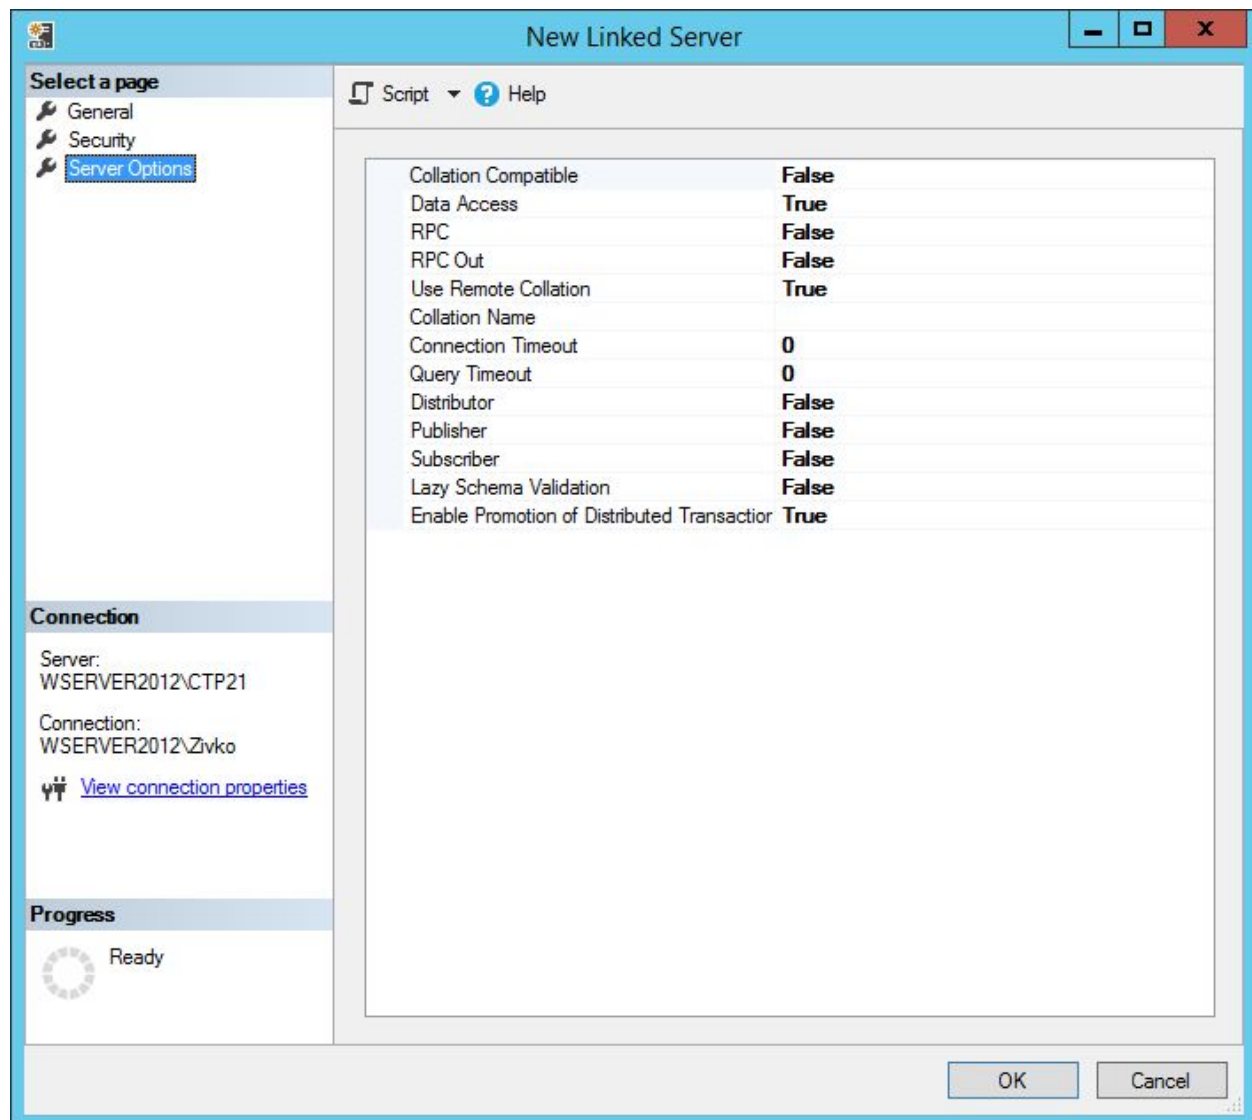 New Linked Server
Select a page
General
Security
Server Options
Script
Help
Collation Compatible False
Data Access True
RPC False
RPC Out False
Use Remote Collation True
Collation Name
Connection Timeout 0
Query Timeout 0
Distributor False
Publisher False
Subscriber False
Lazy Schema Validation False
Enable Promotion of Distributed Transaction True
Connection
Server:
WSERVER2012\CTP21
Connection:
WSERVER2012\Zivko
View connection properties
Progress
Ready
OK
Cancel